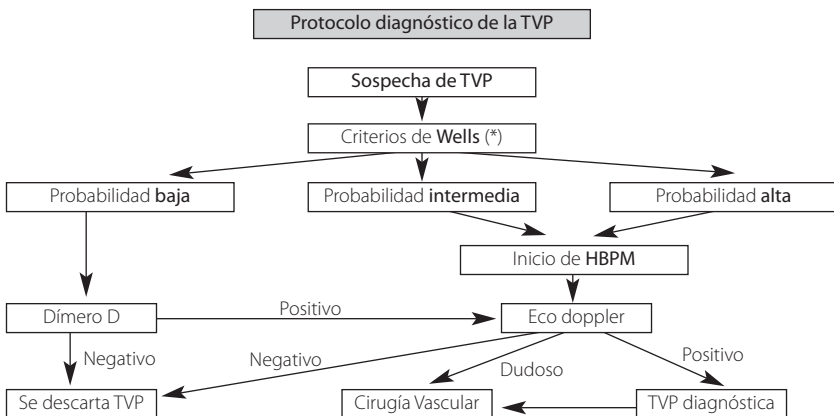 Protocolo diagnóstico de la TVP
Sospecha de TVP
Criterios de Wells (*)
Probabilidad baja
Probabilidad intermedia
Probabilidad alta
Inicio de HBPM
Dímero D
Positivo
Eco doppler
Negativo
Negativo
Dudoso
Positivo
Se descarta TVP
Cirugía Vascular
TVP diagnóstica